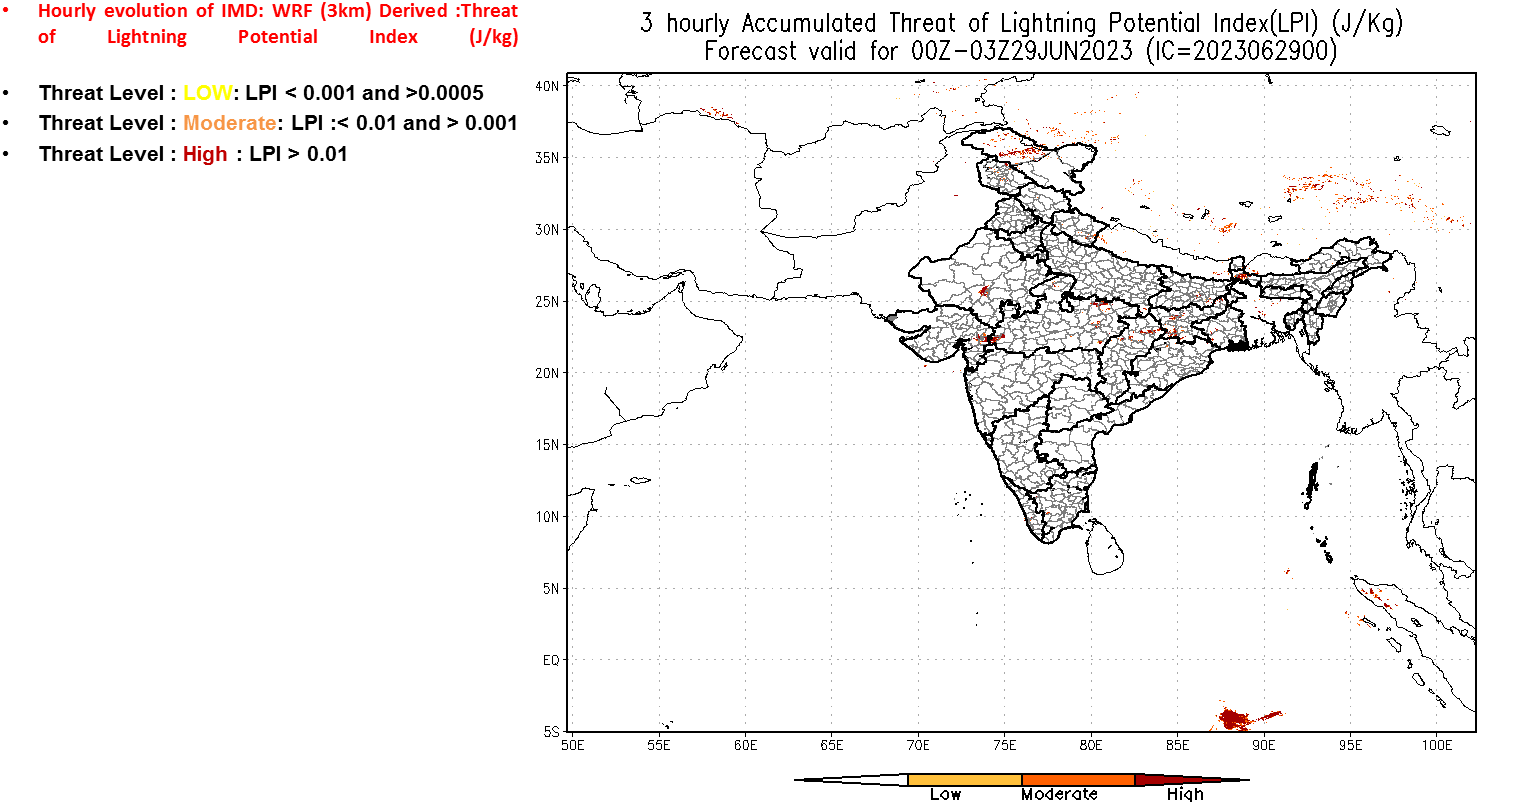 • Hourly evolution of IMD: WRF (3km) Derived :Threat
of Lightning Potential Index (J/kg)
• Threat Level : LOW: LPI < 0.001 and >0.0005
• Threat Level : Moderate: LPI :< 0.01 and > 0.001
• Threat Level : High : LPI > 0.01
3 hourly Accumulated Threat of Lightning Potential Index(LPI) (J/Kg)
Forecast valid for 00Z-03Z29JUN2023 (IC=2023062900)
40N
35N
30N
25N
20N
15N
10N
5N
EQ
5S
50E 55E 60E 65E 70E 75E 80E 85E 90E 95E 100E
Low Moderate High